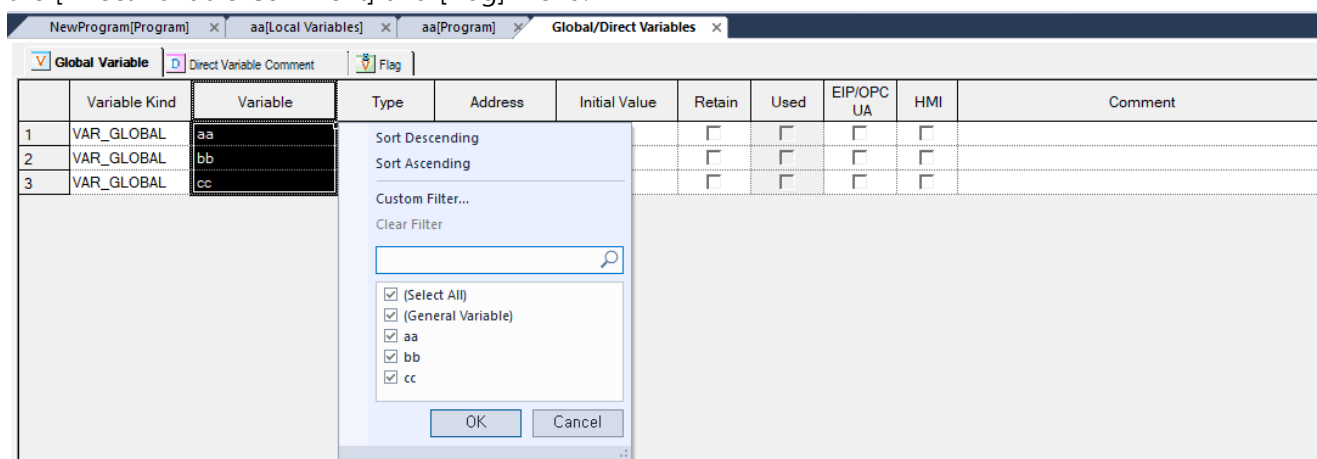 NewProgram[Program] × aa[Local Variables] × aa[Program] × Global/Direct Variables ×
V Global Variable D Direct Variable Comment Flag
Variable Kind Variable Type Address Initial Value Retain Used EIP/OPC UA HMI Comment
1 VAR_GLOBAL aa
2 VAR_GLOBAL bb
3 VAR_GLOBAL cc
Sort Descending
Sort Ascending
Custom Filter...
Clear Filter
(Select All)
(General Variable)
aa
bb
cc
OK Cancel